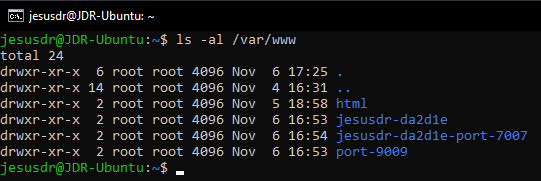 jesusdr@JDR-Ubuntu: ~
jesusdr@JDR-Ubuntu:~$ ls -al /var/www
total 24
drwxr-xr-x  6 root root 4096 Nov  6 17:25 .
drwxr-xr-x 14 root root 4096 Nov  4 16:31 ..
drwxr-xr-x  2 root root 4096 Nov  5 18:58 html
drwxr-xr-x  2 root root 4096 Nov  6 16:53 jesusdr-da2d1e
drwxr-xr-x  2 root root 4096 Nov  6 16:54 jesusdr-da2d1e-port-7007
drwxr-xr-x  2 root root 4096 Nov  6 16:53 port-9009
jesusdr@JDR-Ubuntu:~$